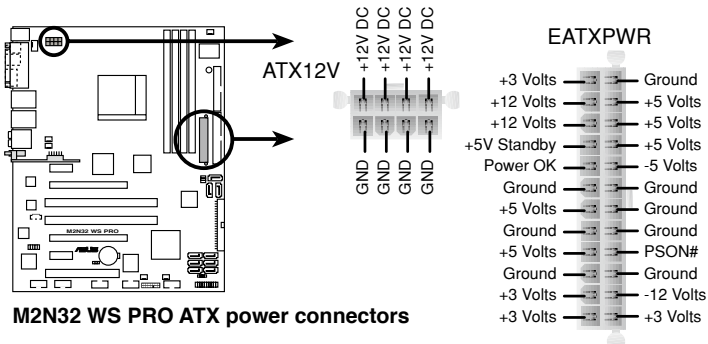 ATX12V
+12V DC
+12V DC
+12V DC
+12V DC
GND
GND
GND
GND
EATXPWR
+3 Volts Ground
+12 Volts +5 Volts
+12 Volts +5 Volts
+5V Standby +5 Volts
Power OK -5 Volts
Ground Ground
+5 Volts Ground
Ground Ground
+5 Volts PSON#
Ground Ground
+3 Volts -12 Volts
+3 Volts +3 Volts
M2N32 WS PRO
ASUS
M2N32 WS PRO ATX power connectors